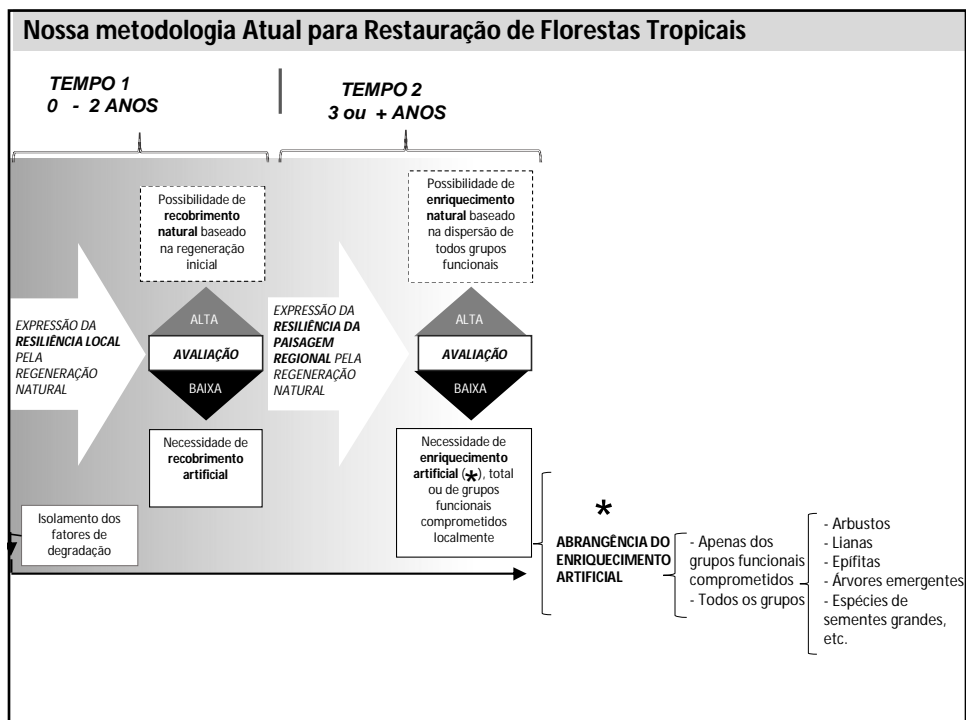 Nossa metodologia Atual para Restauração de Florestas Tropicais
TEMPO 1
0 - 2 ANOS
TEMPO 2
3 ou + ANOS
Possibilidade de
recobrimento
natural baseado
na regeneração
inicial
Possibilidade de
enriquecimento
natural baseado
na dispersão de
todos grupos
funcionais
EXPRESSÃO DA
RESILIÊNCIA LOCAL
PELA
REGENERAÇÃO
NATURAL
ALTA
AVALIAÇÃO
BAIXA
EXPRESSÃO DA
RESILIÊNCIA DA
PAISAGEM
REGIONAL PELA
REGENERAÇÃO
NATURAL
ALTA
AVALIAÇÃO
BAIXA
Necessidade de
recobrimento
artificial
Necessidade de
enriquecimento
artificial (*), total
ou de grupos
funcionais
comprometidos
localmente
Isolamento dos
fatores de
degradação
*
ABRANGÊNCIA DO
ENRIQUECIMENTO
ARTIFICIAL
- Apenas dos
grupos funcionais
comprometidos
- Todos os grupos
- Arbustos
- Lianas
- Epífitas
- Árvores emergentes
- Espécies de
sementes grandes,
etc.